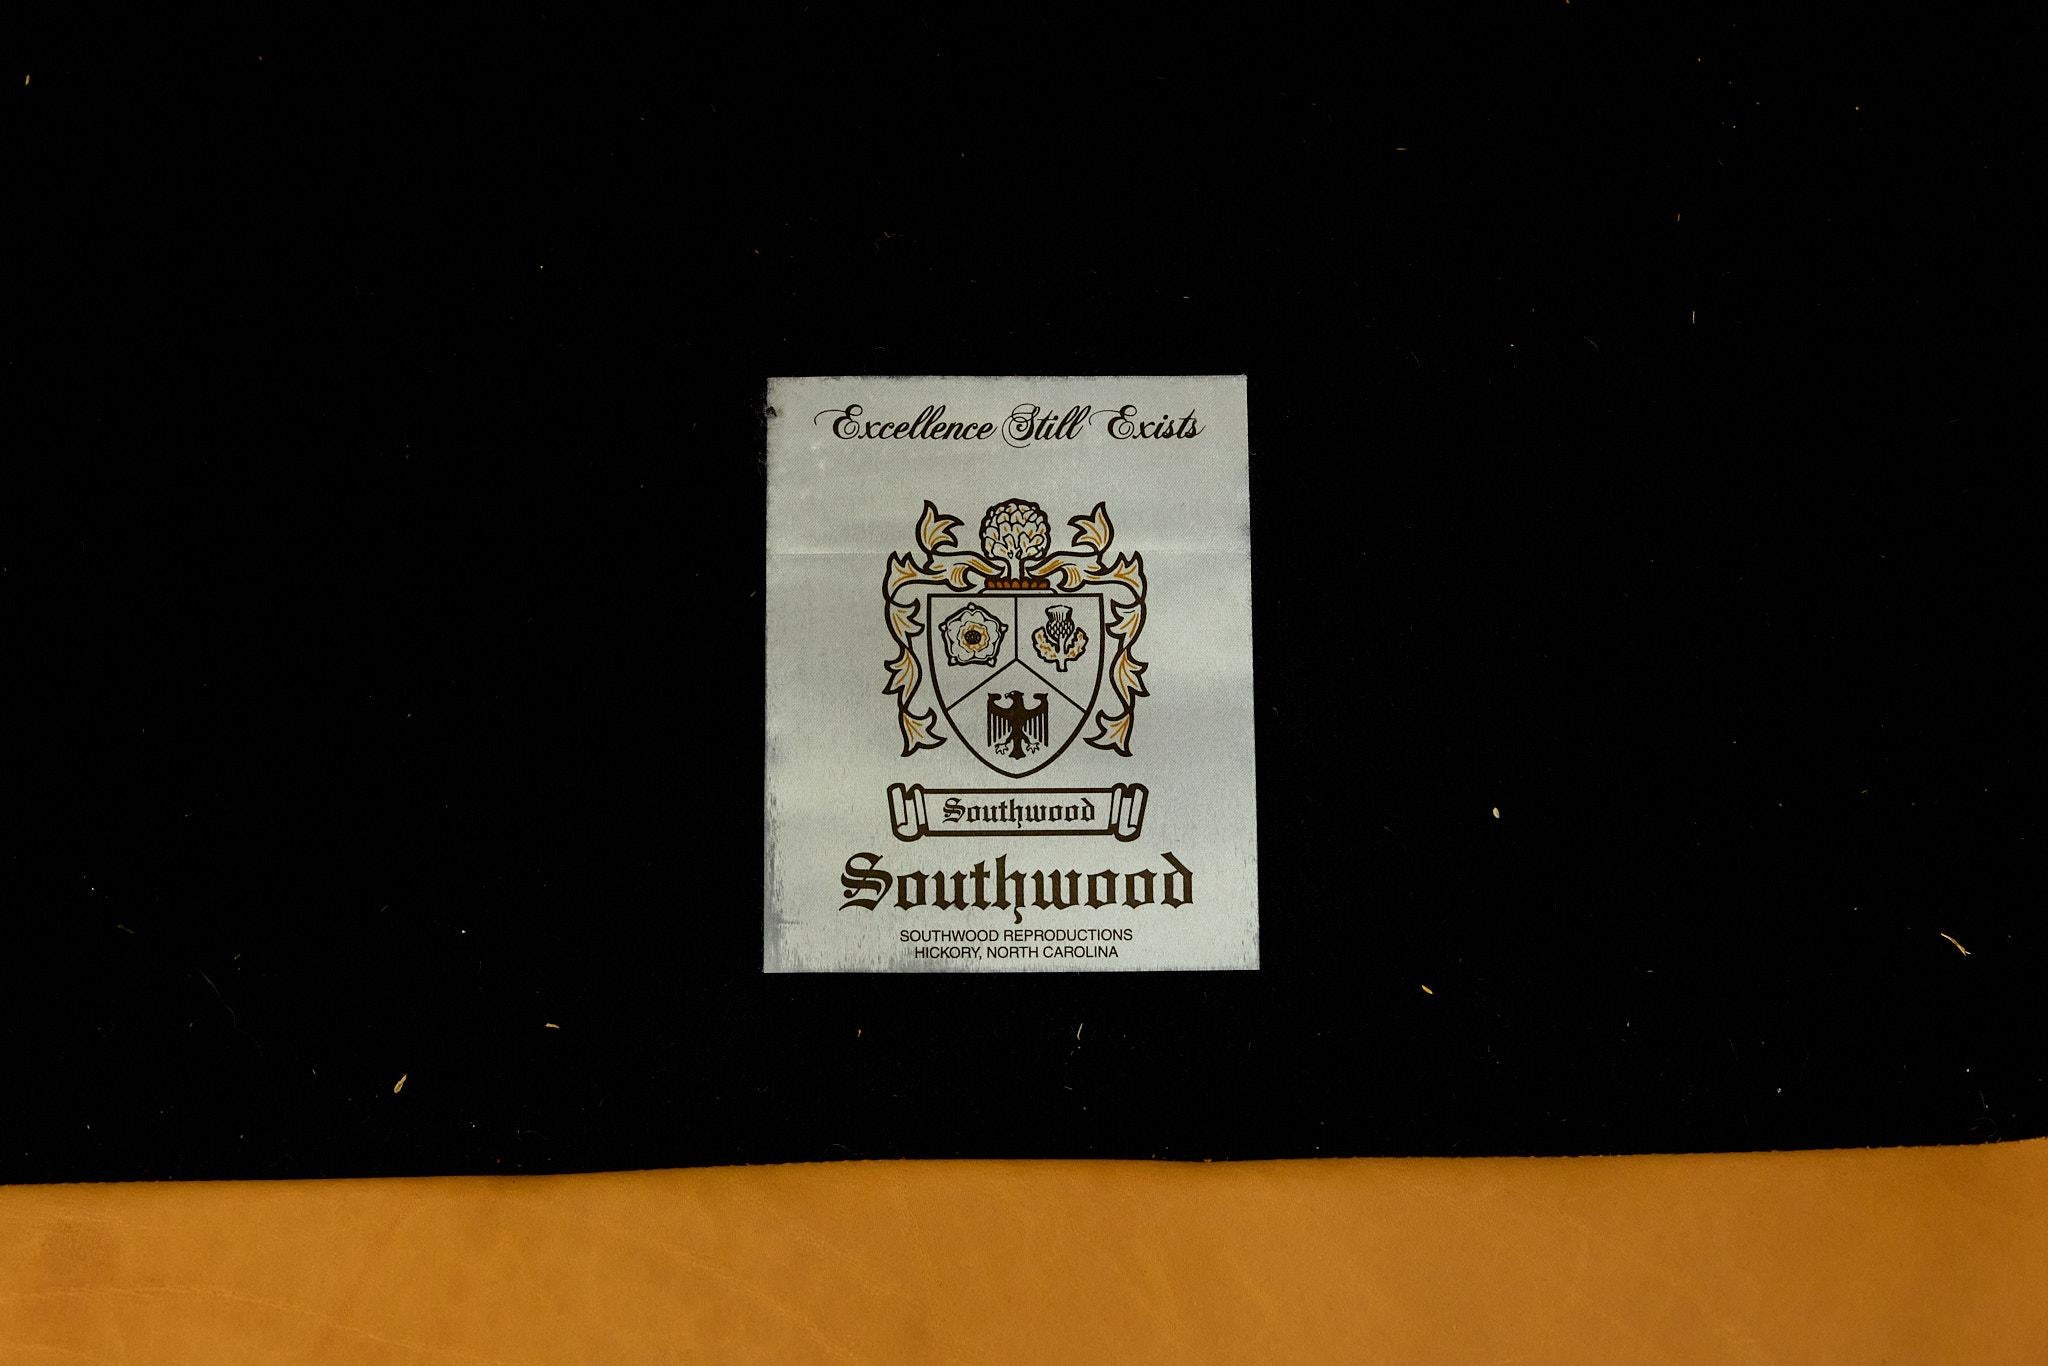 Excellence Still Exists
Southwood
Southwood
SOUTHWOOD REPRODUCTIONS
HICKORY, NORTH CAROLINA